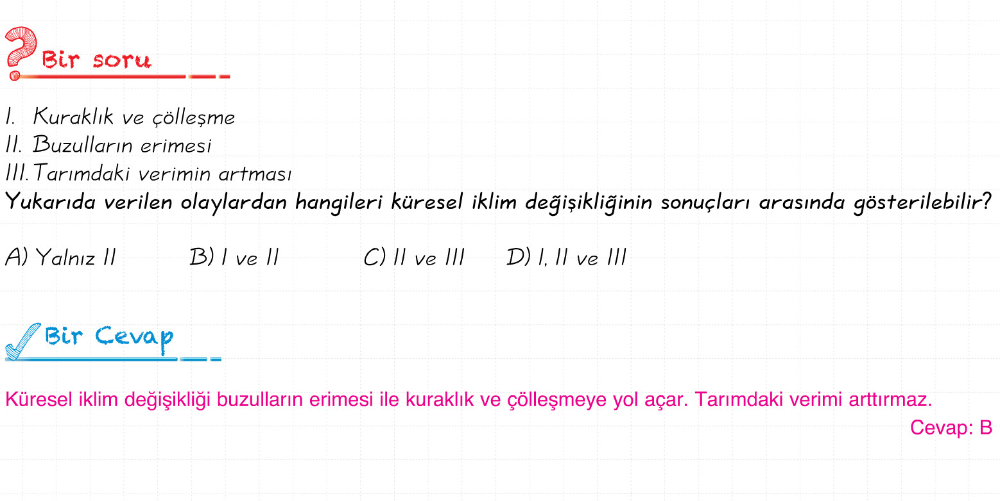 Bir soru
I. Kuraklık ve çölleşme
II. Buzulların erimesi
III. Tarımdaki verimin artması
Yukarıda verilen olaylardan hangileri küresel iklim değişikliğinin sonuçları arasında gösterilebilir?
A) Yalnız II B) I ve II C) II ve III D) I, II ve III
Bir Cevap
Küresel iklim değişikliği buzulların erimesi ile kuraklık ve çölleşmeye yol açar. Tarımdaki verimi arttırmaz.
Cevap: B